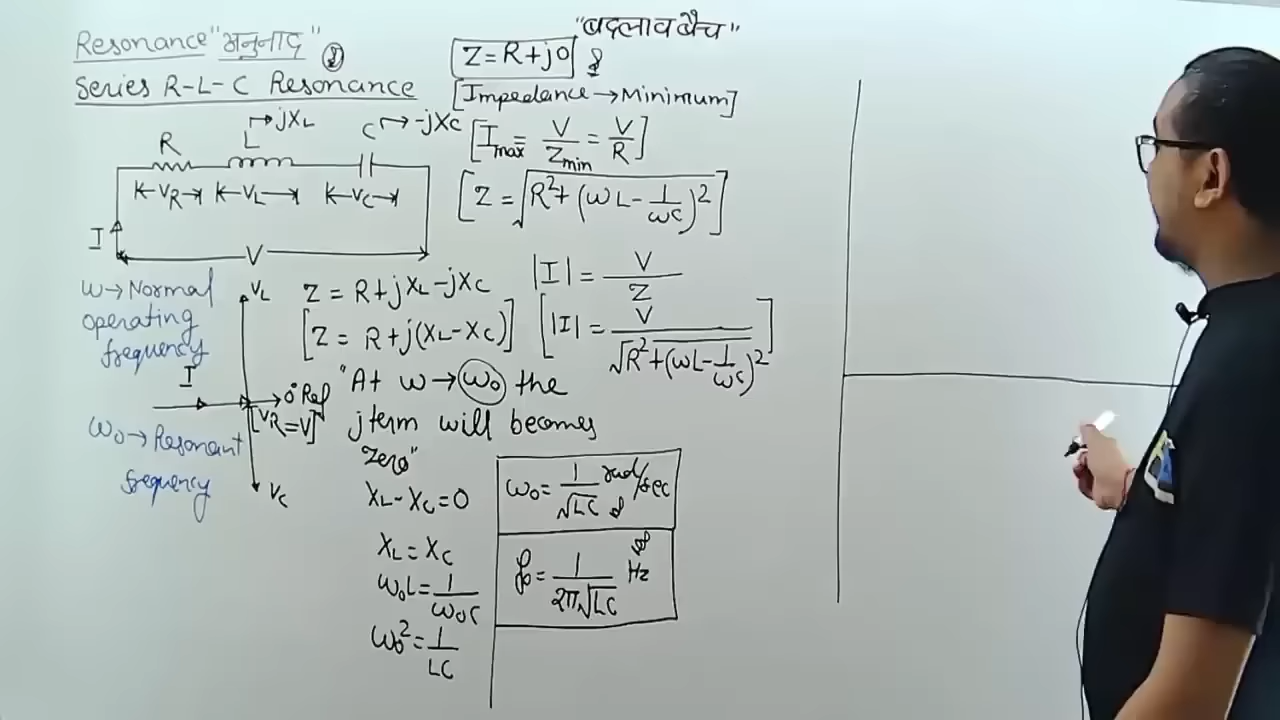 Resonance "अनुनाद"
Series R-L-C Resonance
"बदलाव बैच"
Z = R + j0
[Impedance → Minimum]
[Imax = V/Zmin = V/R]
[Z = √R²+(ωL-1/ωC)²]
R
L → jXL
C → -jXC
VR
VL
VC
I
V
ω → Normal
operating
frequency
VL
I
0° Ref
[VR=V]
VC
ω0 → Resonant
frequency
Z = R + jXL - jXC
[Z = R + j(XL - XC)]
|I| = V/Z
[|I| = V/√R²+(ωL-1/ωC)²]
"At ω → ω0 the
j term will becomes
zero"
XL - XC = 0
XL = XC
ω0L = 1/ω0C
ω0² = 1/LC
ω0 = 1/√LC rad/sec
f0 = 1/2π√LC Hz